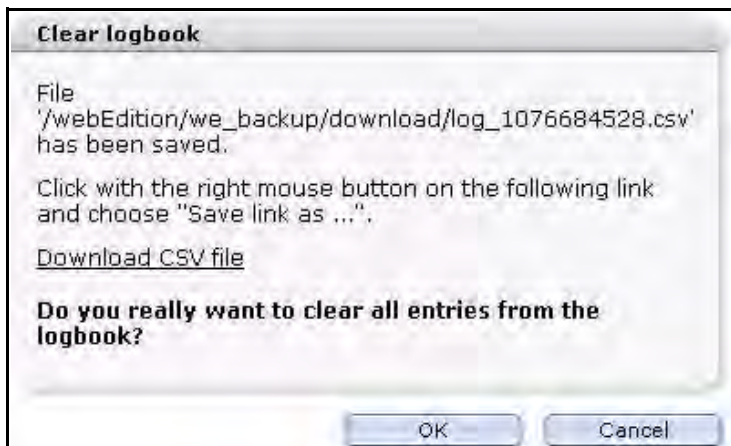 Clear logbook
File
'/webEdition/we_backup/download/log_1076684528.csv'
has been saved.
Click with the right mouse button on the following link
and choose "Save link as ...".
Download CSV file
Do you really want to clear all entries from the
logbook?
OK
Cancel